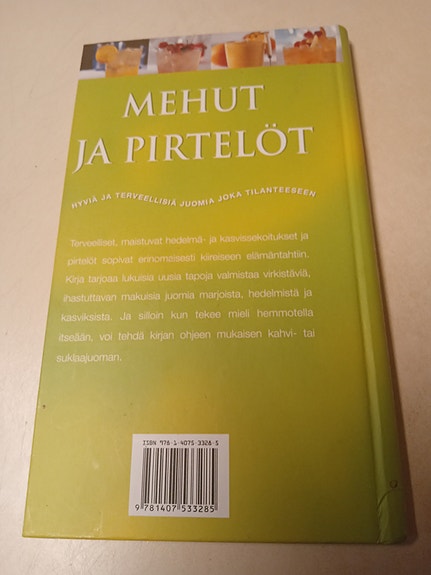 MEHUT
JA PIRTELÖT
HYVIÄ JA TERVEELLISIÄ JUOMIA JOKA TILANTEESEEN
Terveelliset, maistuvat hedelmä- ja kasvissekoitukset ja
pirtelöt sopivat erinomaisesti kiireiseen elämäntahtiin.
Kirja tarjoaa lukuisia uusia tapoja valmistaa virkistäviä,
ihastuttavan makuisia juomia marjoista, hedelmistä ja
kasviksista. Ja silloin kun tekee mieli hemmotella
itseään, voi tehdä kirjan ohjeen mukaisen kahvi- tai
suklaajuoman.
ISBN 978-1-4075-3328-5
9 781407 533285